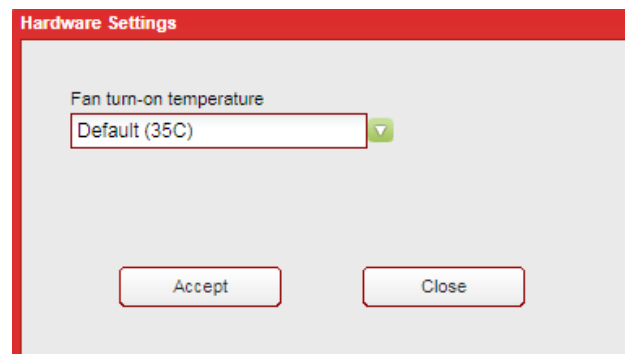 Hardware Settings
Fan turn-on temperature
Default (35C)
Accept Close